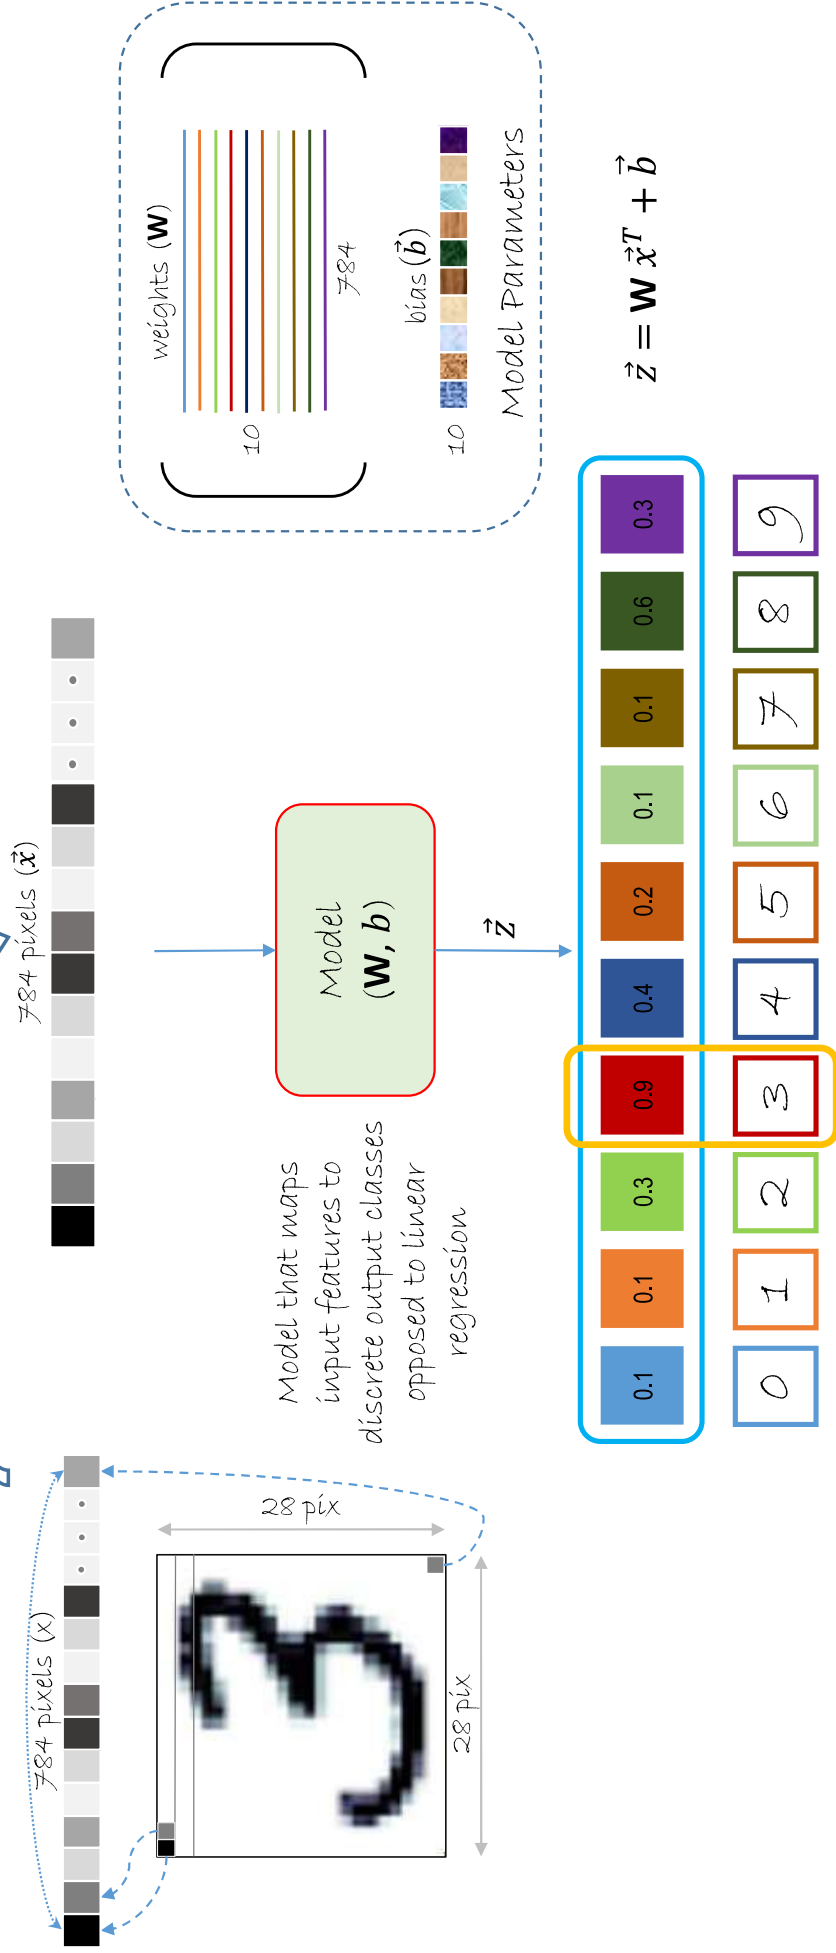 784 pixels (x)
28 pix
28 pix
784 pixels (x⃗)
Model that maps
input features to
discrete output classes
opposed to linear
regression
Model
(W, b)
z⃗
weights (W)
10
784
bias (b⃗)
10
Model Parameters
z⃗ = W x⃗ᵀ + b⃗
0.1 0.1 0.3 0.9 0.4 0.2 0.1 0.1 0.6 0.3
0 1 2 3 4 5 6 7 8 9
3